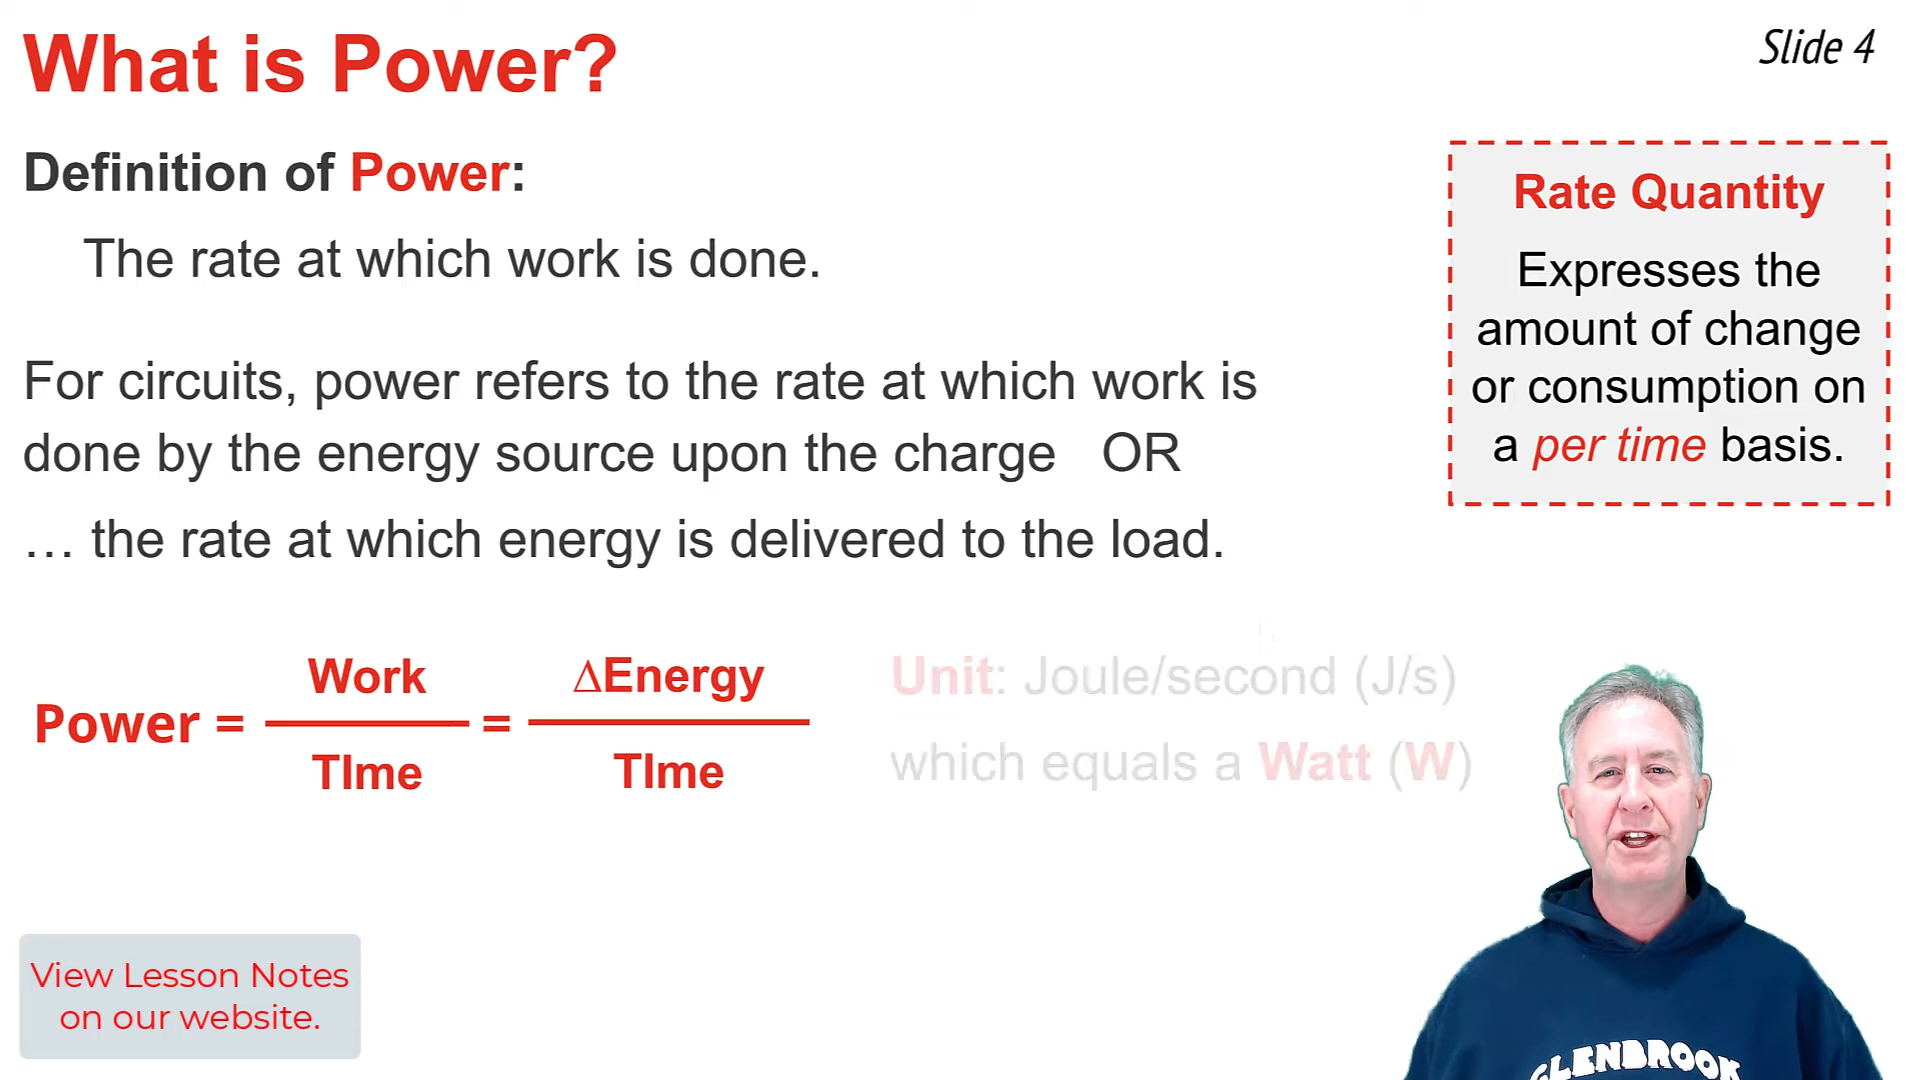 What is Power?
Slide 4
Definition of Power:
The rate at which work is done.
For circuits, power refers to the rate at which work is
done by the energy source upon the charge OR
… the rate at which energy is delivered to the load.
Rate Quantity
Expresses the
amount of change
or consumption on
a per time basis.
Power = Work / TIme = ∆Energy / TIme
Unit: Joule/second (J/s)
which equals a Watt (W)
View Lesson Notes
on our website.
GLENBROOK